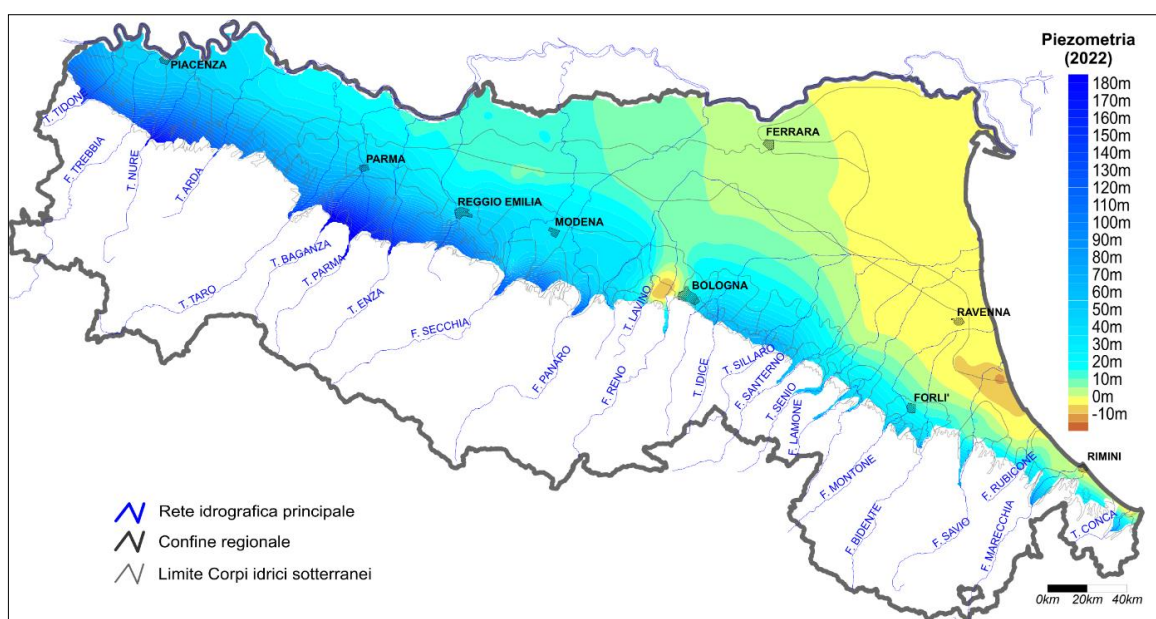 Piezometria
(2022)
180m
170m
160m
150m
140m
130m
120m
110m
100m
90m
80m
70m
60m
50m
40m
30m
20m
10m
0m
-10m
PIACENZA
T. TIDONE
F. TREBBIA
T. NURE
T. ARDA
PARMA
FERRARA
REGGIO EMILIA
MODENA
T. BAGANZA
T. PARMA
T. TARO
T. ENZA
F. SECCHIA
F. PANARO
T. LAVINO
BOLOGNA
F. RENO
T. IDICE
T. SILLARO
F. SANTERNO
T. SENIO
F. LAMONE
RAVENNA
FORLI'
F. MONTONE
F. BIDENTE
F. SAVIO
F. RUBICONE
F. MARECCHIA
RIMINI
T. CONCA
Rete idrografica principale
Confine regionale
Limite Corpi idrici sotterranei
0km 20km 40km